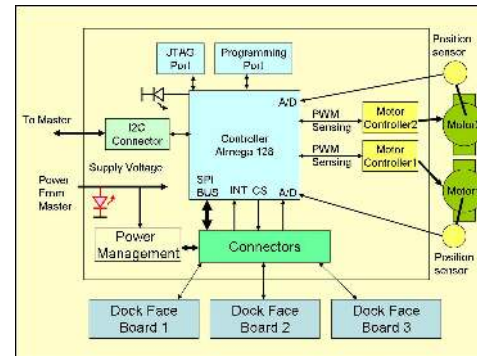 Position
sensor
JTAG
Port
Programming
Port
A/D
To Master
I2C
Connector
Controller
Atmega 128
PWM
Sensing
Motor
Controller2
Motor2
PWM
Sensing
Motor
Controller1
Motor1
Supply Voltage
Power
From
Master
SPI
BUS
INT CS
A/D
Power
Management
Connectors
Position
sensor
Dock Face
Board 1
Dock Face
Board 2
Dock Face
Board 3